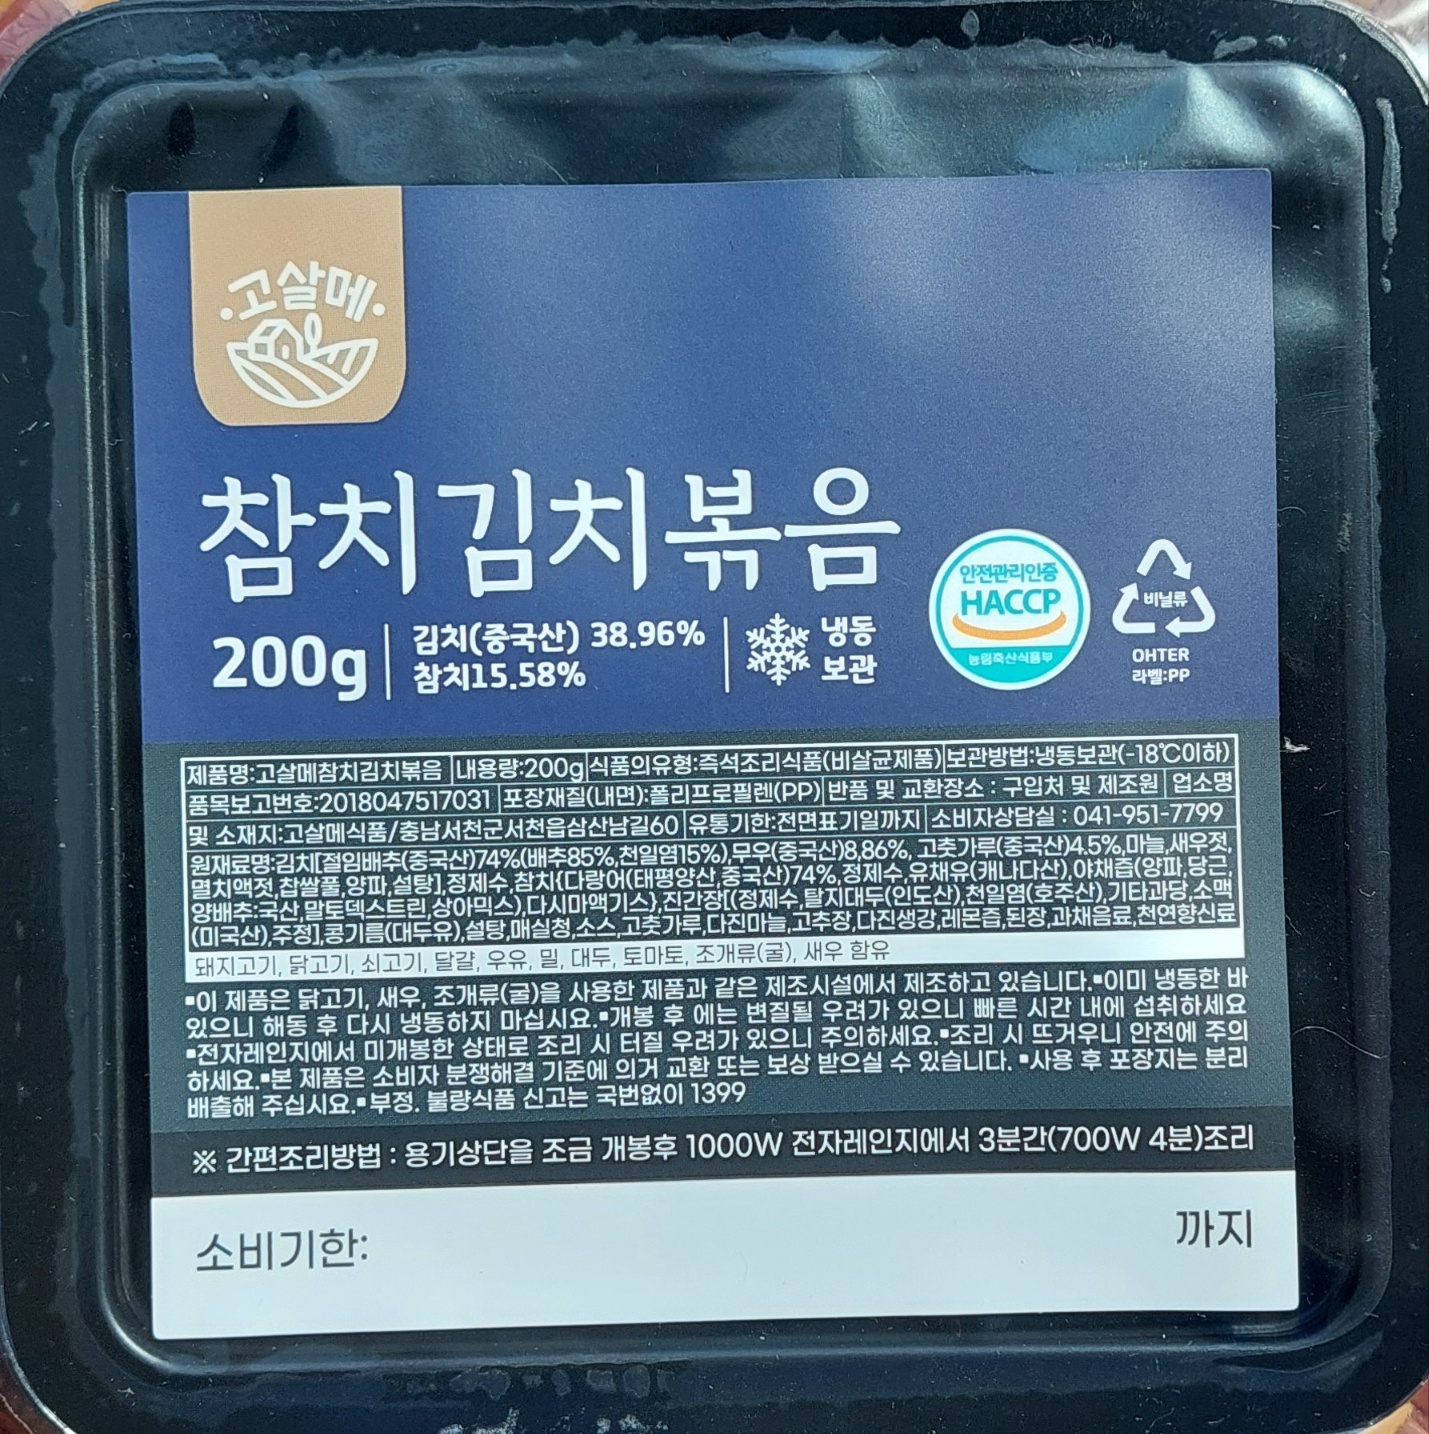 고살메
참치김치볶음
200g
김치(중국산) 38.96%
참치15.58%
냉동
보관
안전관리인증
HACCP
농림축산식품부
비닐류
OHTER
라벨:PP
제품명:고살메참치김치볶음 내용량:200g 식품의유형:즉석조리식품(비살균제품) 보관방법:냉동보관(-18℃이하)
품목보고번호:2018047517031 포장재질(내면):폴리프로필렌(PP) 반품 및 교환장소 : 구입처 및 제조원 업소명
및 소재지:고살메식품/충남서천군서천읍삼산남길60 유통기한:전면표기일까지 소비자상담실 : 041-951-7799
원재료명:김치[절임배추(중국산)74%(배추85%,천일염15%),무우(중국산)8,86%, 고춧가루(중국산)4.5%,마늘,새우젓,
멸치액젓,찹쌀풀,양파,설탕],정제수,참치{다랑어(태평양산,중국산)74%,정제수,유채유(캐나다산),야채즙(양파,당근,
양배추:국산,말토덱스트린,상아믹스),다시마액기스},진간장[(정제수,탈지대두(인도산),천일염(호주산),기타과당,소맥
(미국산),주정],콩기름(대두유),설탕,매실청,소스,고춧가루,다진마늘,고추장,다진생강,레몬즙,된장,과채음료,천연향신료
돼지고기, 닭고기, 쇠고기, 달걀, 우유, 밀, 대두, 토마토, 조개류(굴), 새우 함유
▪이 제품은 닭고기, 새우, 조개류(굴)을 사용한 제품과 같은 제조시설에서 제조하고 있습니다.▪이미 냉동한 바
있으니 해동 후 다시 냉동하지 마십시요.▪개봉 후 에는 변질될 우려가 있으니 빠른 시간 내에 섭취하세요
▪전자레인지에서 미개봉한 상태로 조리 시 터질 우려가 있으니 주의하세요.▪조리 시 뜨거우니 안전에 주의
하세요.▪본 제품은 소비자 분쟁해결 기준에 의거 교환 또는 보상 받으실 수 있습니다. ▪사용 후 포장지는 분리
배출해 주십시요.▪부정. 불량식품 신고는 국번없이 1399
※ 간편조리방법 : 용기상단을 조금 개봉후 1000W 전자레인지에서 3분간(700W 4분)조리
소비기한: 까지